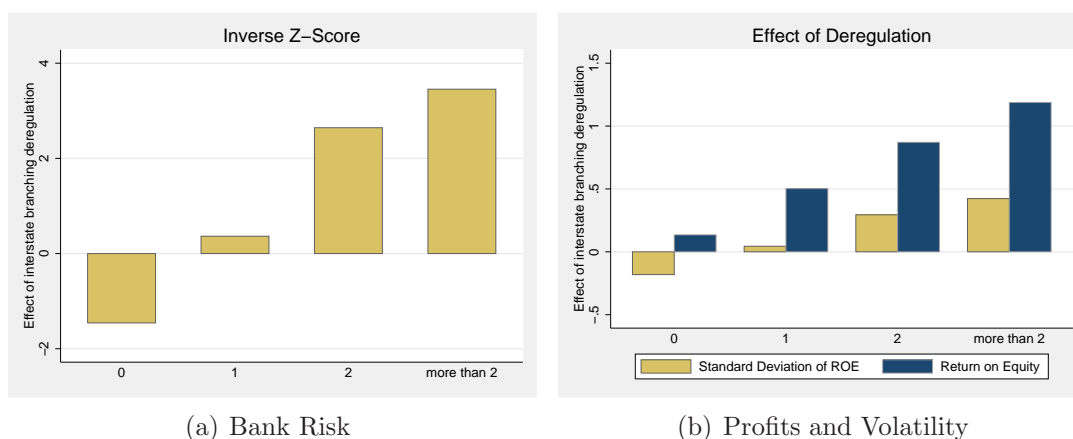 Inverse Z−Score
Effect of interstate branching deregulation
4
2
0
−2
0 1 2 more than 2
(a) Bank Risk
Effect of Deregulation
Effect of interstate branching deregulation
1.5
1
.5
0
−.5
0 1 2 more than 2
Standard Deviation of ROE Return on Equity
(b) Profits and Volatility